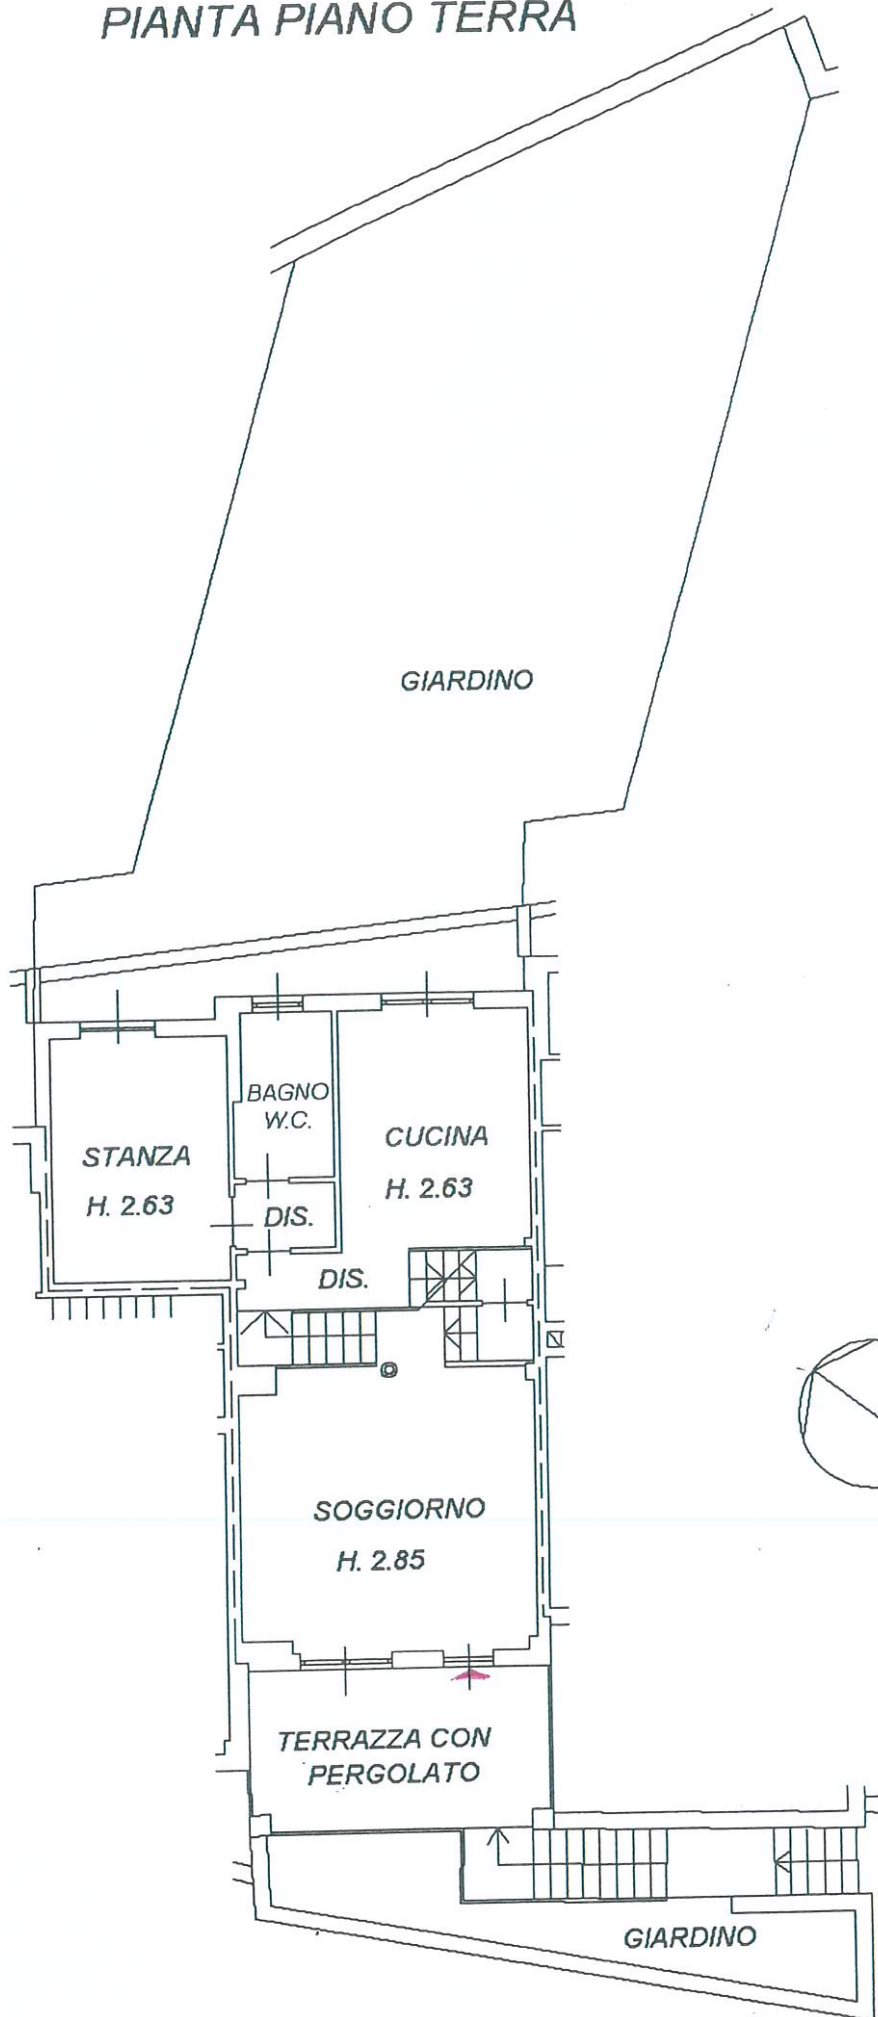 PIANTA PIANO TERRA
GIARDINO
BAGNO
W.C.
CUCINA
H. 2.63
STANZA
H. 2.63
DIS.
DIS.
SOGGIORNO
H. 2.85
TERRAZZA CON
PERGOLATO
GIARDINO